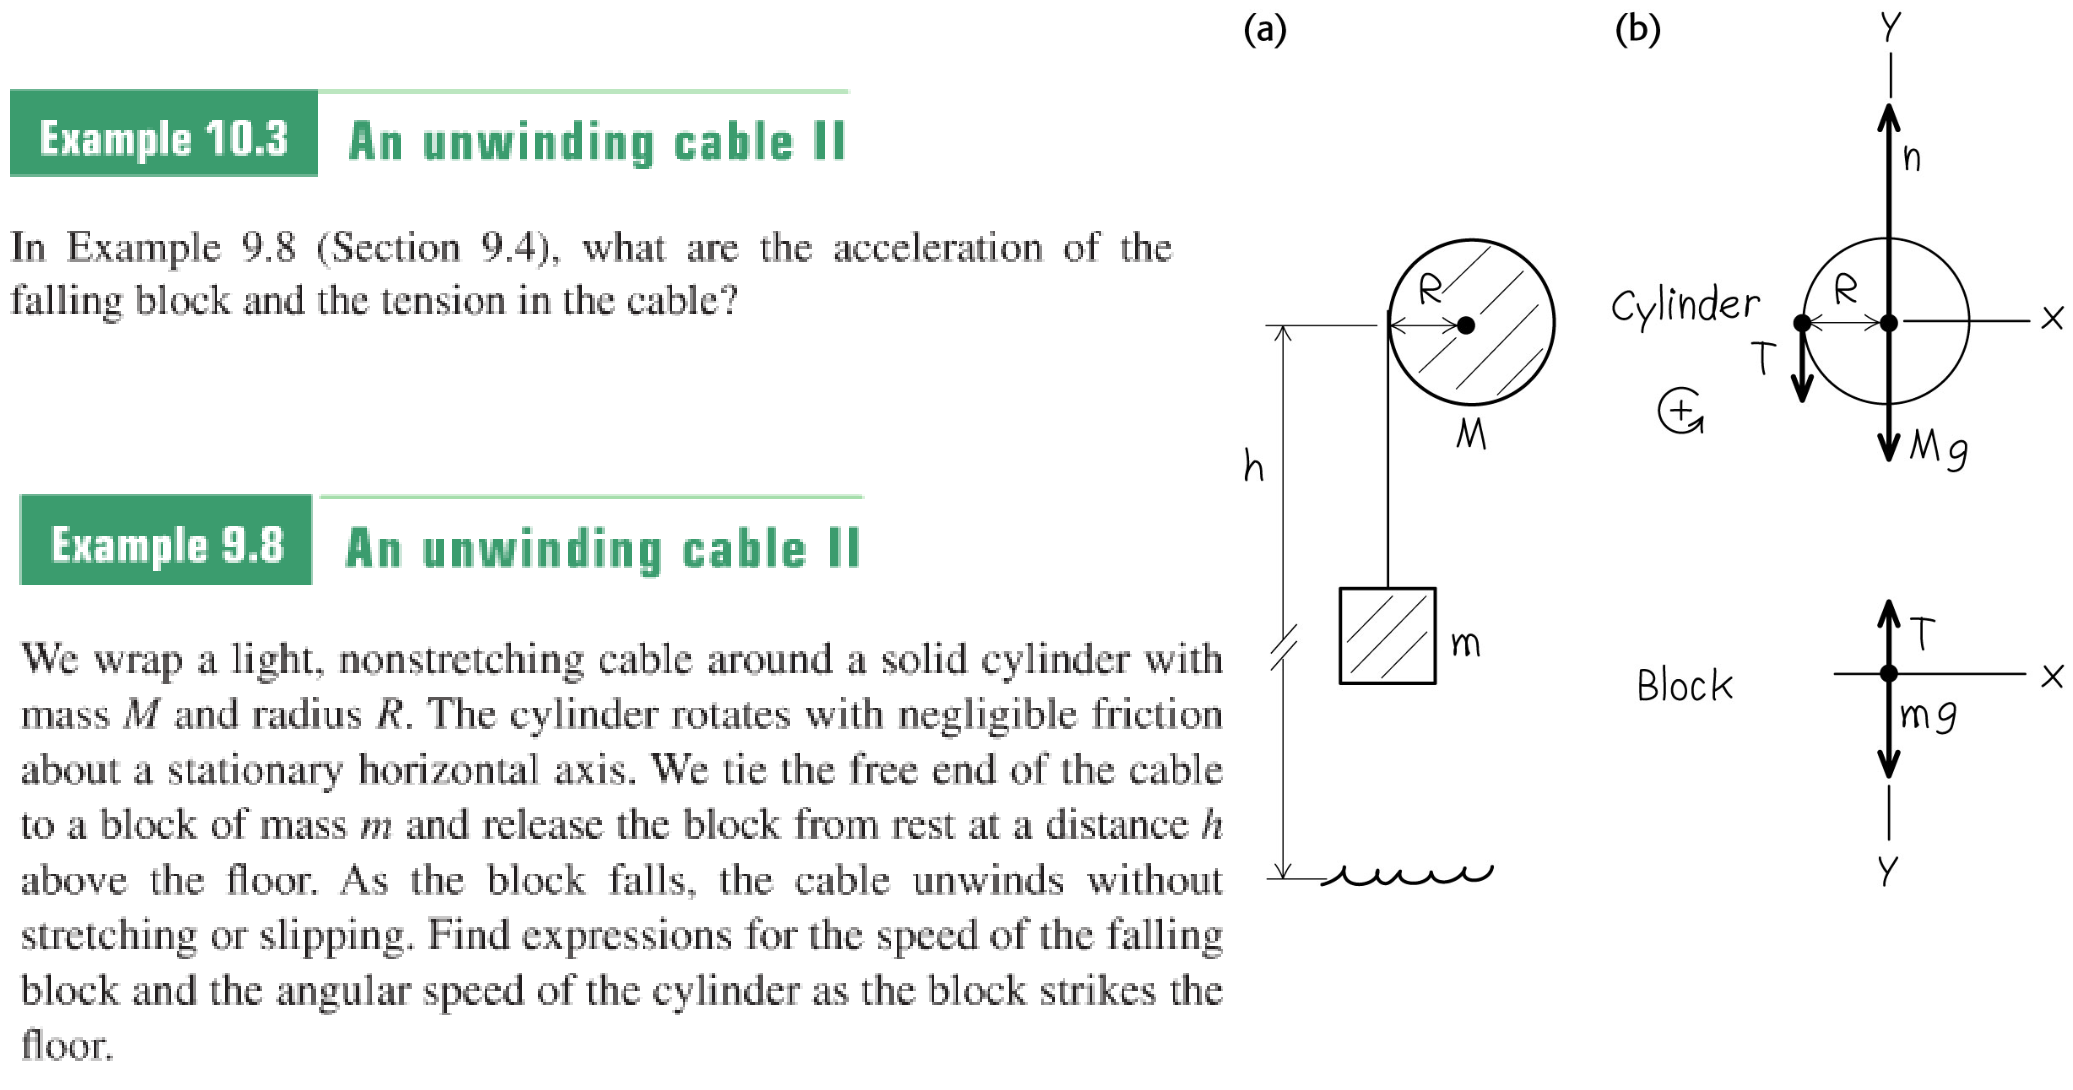 Example 10.3 An unwinding cable II
In Example 9.8 (Section 9.4), what are the acceleration of the
falling block and the tension in the cable?
Example 9.8 An unwinding cable II
We wrap a light, nonstretching cable around a solid cylinder with
mass M and radius R. The cylinder rotates with negligible friction
about a stationary horizontal axis. We tie the free end of the cable
to a block of mass m and release the block from rest at a distance h
above the floor. As the block falls, the cable unwinds without
stretching or slipping. Find expressions for the speed of the falling
block and the angular speed of the cylinder as the block strikes the
floor.
(a)
R
M
h
m
(b)
y
n
Cylinder
R
x
T
+
Mg
T
Block
x
mg
y